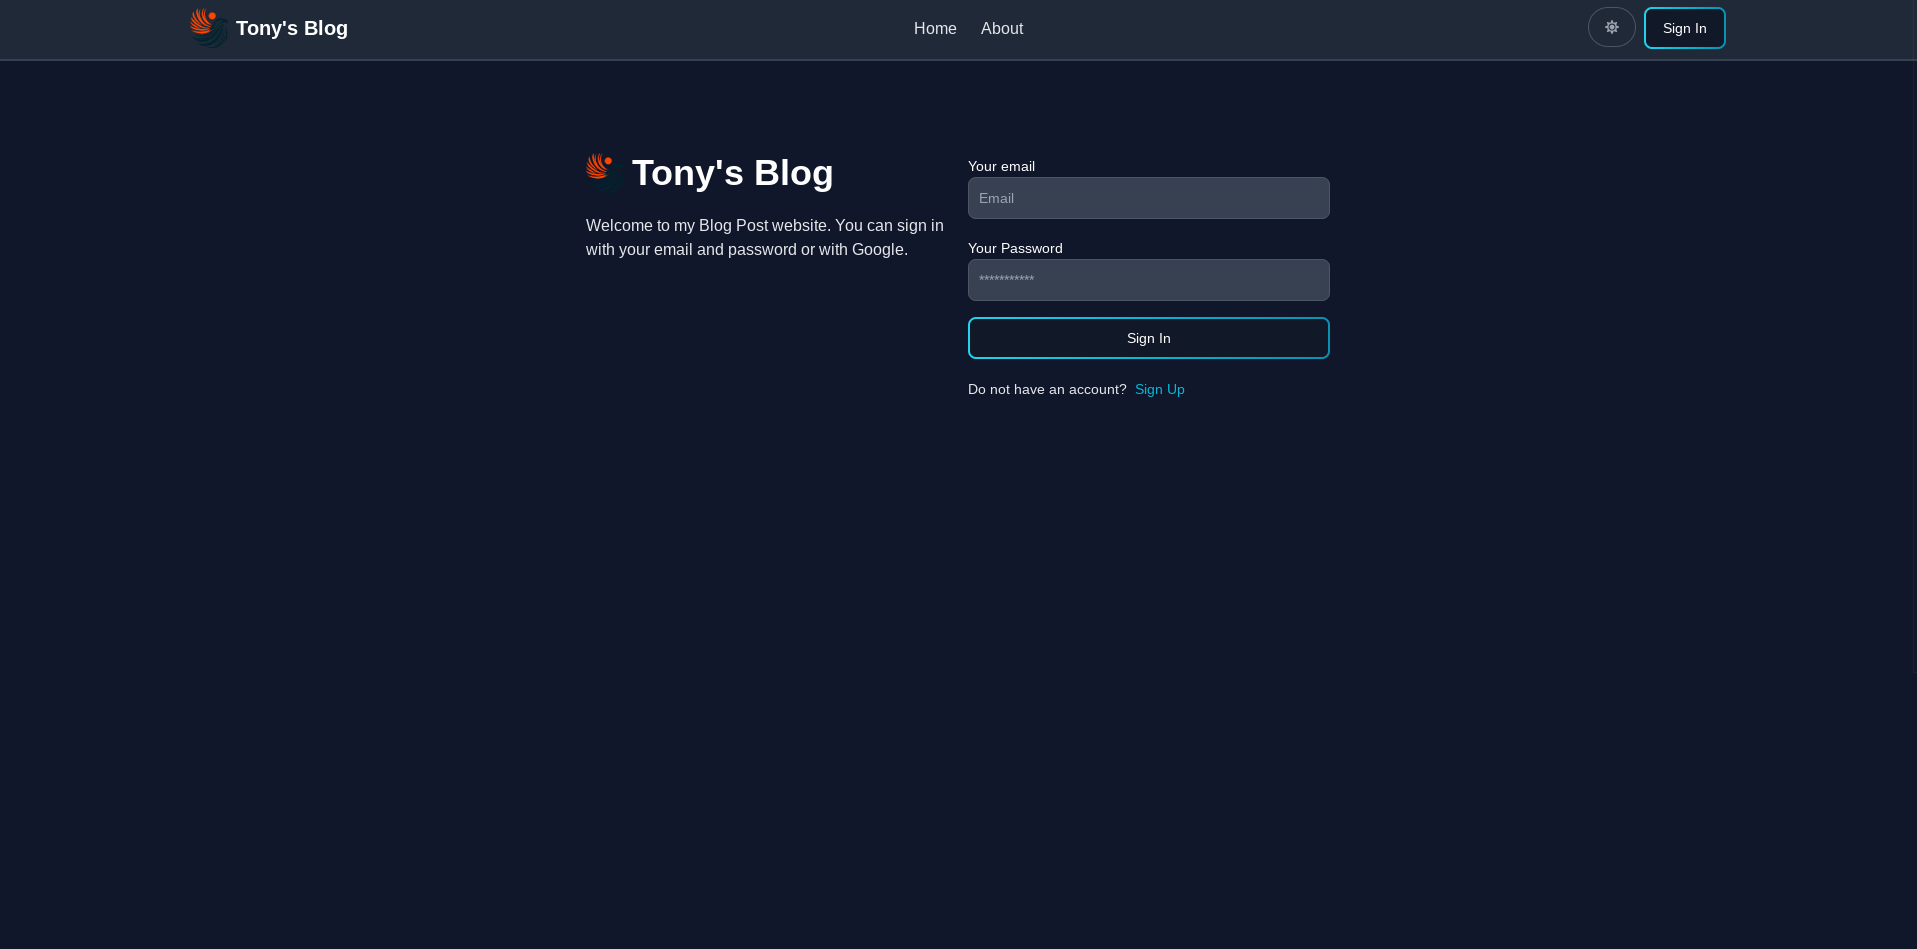 Tony's Blog
Home
About
Sign In
Tony's Blog
Welcome to my Blog Post website. You can sign in
with your email and password or with Google.
Your email
Email
Your Password
***********
Sign In
Do not have an account? Sign Up